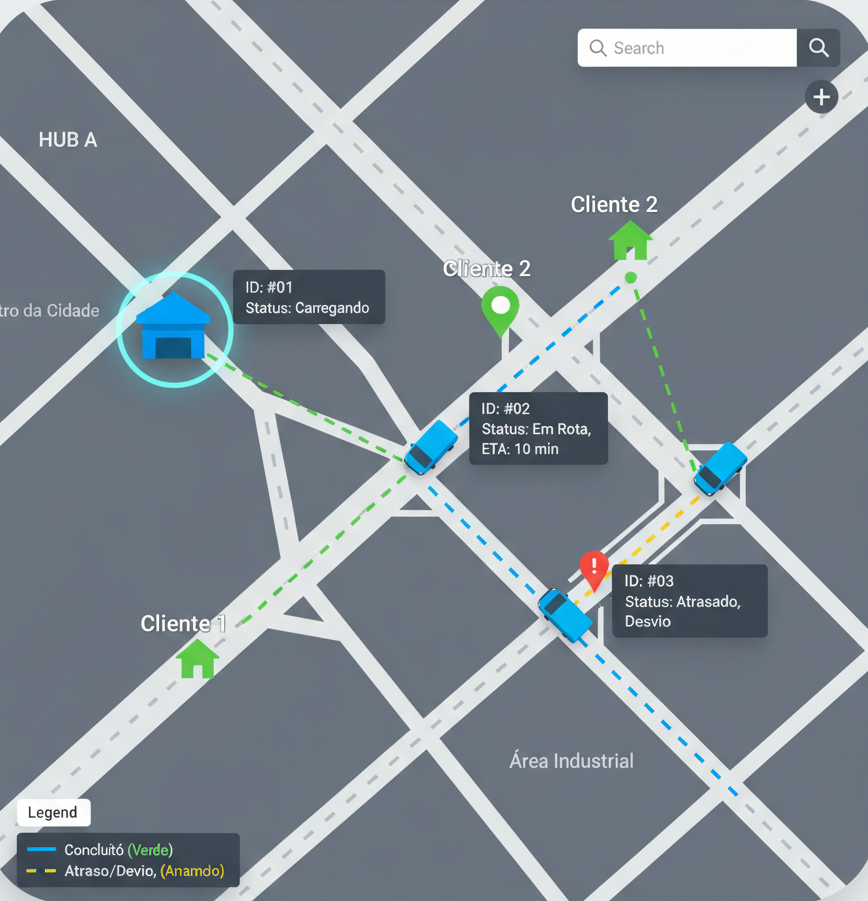 Search
HUB A
Cliente 2
Cliente 2
ID: #01
Status: Carregando
tro da Cidade
ID: #02
Status: Em Rota,
ETA: 10 min
ID: #03
Status: Atrasado,
Desvio
Cliente 1
Área Industrial
Legend
Concluító (Verde)
Atraso/Devio, (Anamdo)